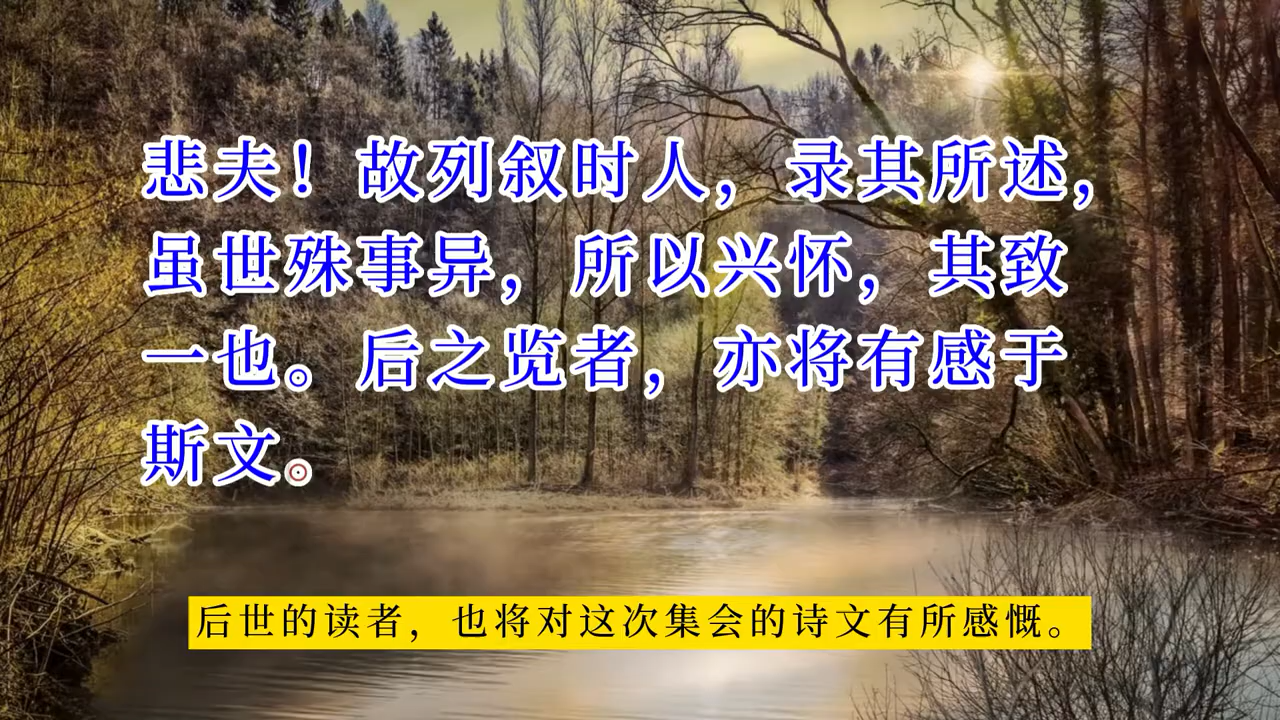 悲夫！故列叙时人，录其所述，
虽世殊事异，所以兴怀，其致
一也。后之览者，亦将有感于
斯文。
后世的读者，也将对这次集会的诗文有所感慨。